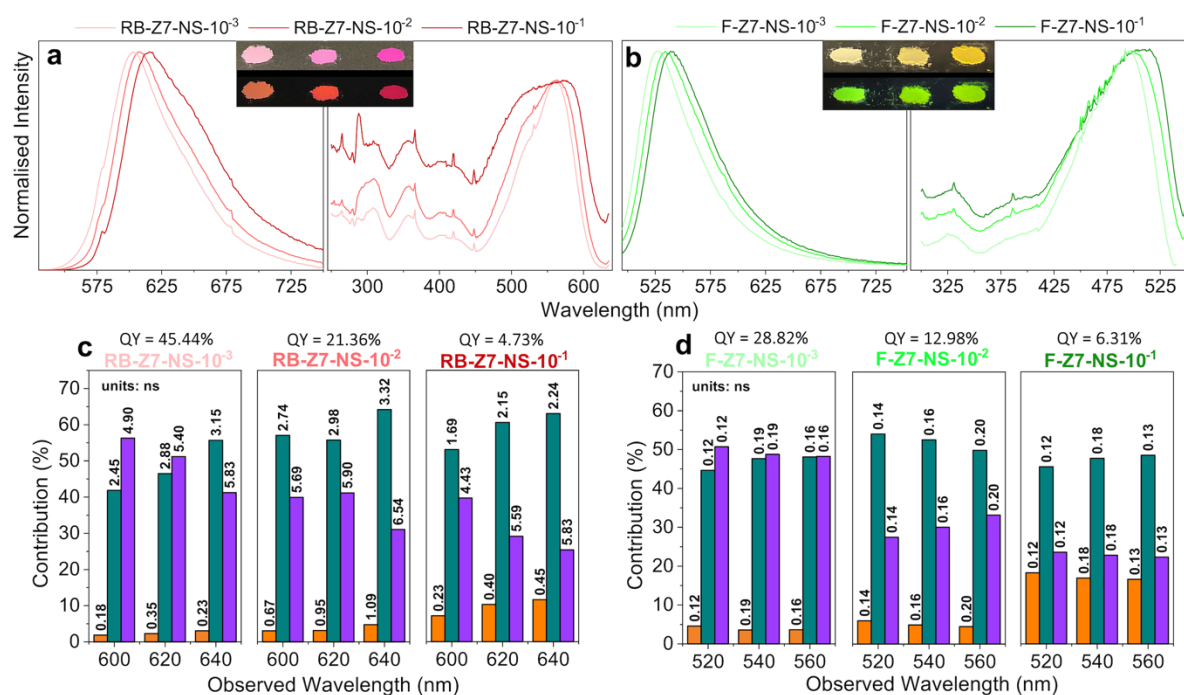 RB-Z7-NS-10⁻³ RB-Z7-NS-10⁻² RB-Z7-NS-10⁻¹ F-Z7-NS-10⁻³ F-Z7-NS-10⁻² F-Z7-NS-10⁻¹
a b
Normalised Intensity
575 625 675 725 300 400 500 600 525 575 625 675 725 325 375 425 475 525
Wavelength (nm)
QY = 45.44% QY = 21.36% QY = 4.73% QY = 28.82% QY = 12.98% QY = 6.31%
c RB-Z7-NS-10⁻³ RB-Z7-NS-10⁻² RB-Z7-NS-10⁻¹ d F-Z7-NS-10⁻³ F-Z7-NS-10⁻² F-Z7-NS-10⁻¹
units: ns units: ns
Contribution (%)
70
60
50
40
30
20
10
0
0.18 2.45 4.90 0.35 2.88 5.40 0.23 3.15 5.83
0.67 2.74 5.69 0.95 2.98 5.90 1.09 3.32 6.54
0.23 1.69 4.43 0.40 2.15 5.59 0.45 2.24 5.83
600 620 640 600 620 640 600 620 640
Observed Wavelength (nm)
Contribution (%)
70
60
50
40
30
20
10
0
0.12 0.12 0.12 0.19 0.19 0.19 0.16 0.16 0.16
0.14 0.14 0.14 0.16 0.16 0.16 0.20 0.20 0.20
0.12 0.12 0.12 0.18 0.18 0.18 0.13 0.13 0.13
520 540 560 520 540 560 520 540 560
Observed Wavelength (nm)